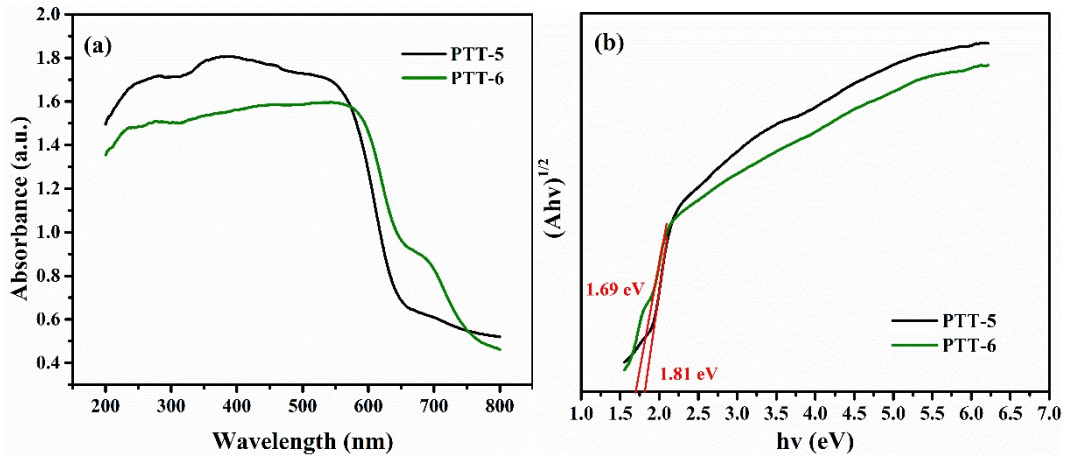 (a)
PTT-5
PTT-6
Absorbance (a.u.)
2.0
1.8
1.6
1.4
1.2
1.0
0.8
0.6
0.4
200 300 400 500 600 700 800
Wavelength (nm)
(b)
(Ahν)1/2
1.69 eV
1.81 eV
PTT-5
PTT-6
1.0 1.5 2.0 2.5 3.0 3.5 4.0 4.5 5.0 5.5 6.0 6.5 7.0
hν (eV)